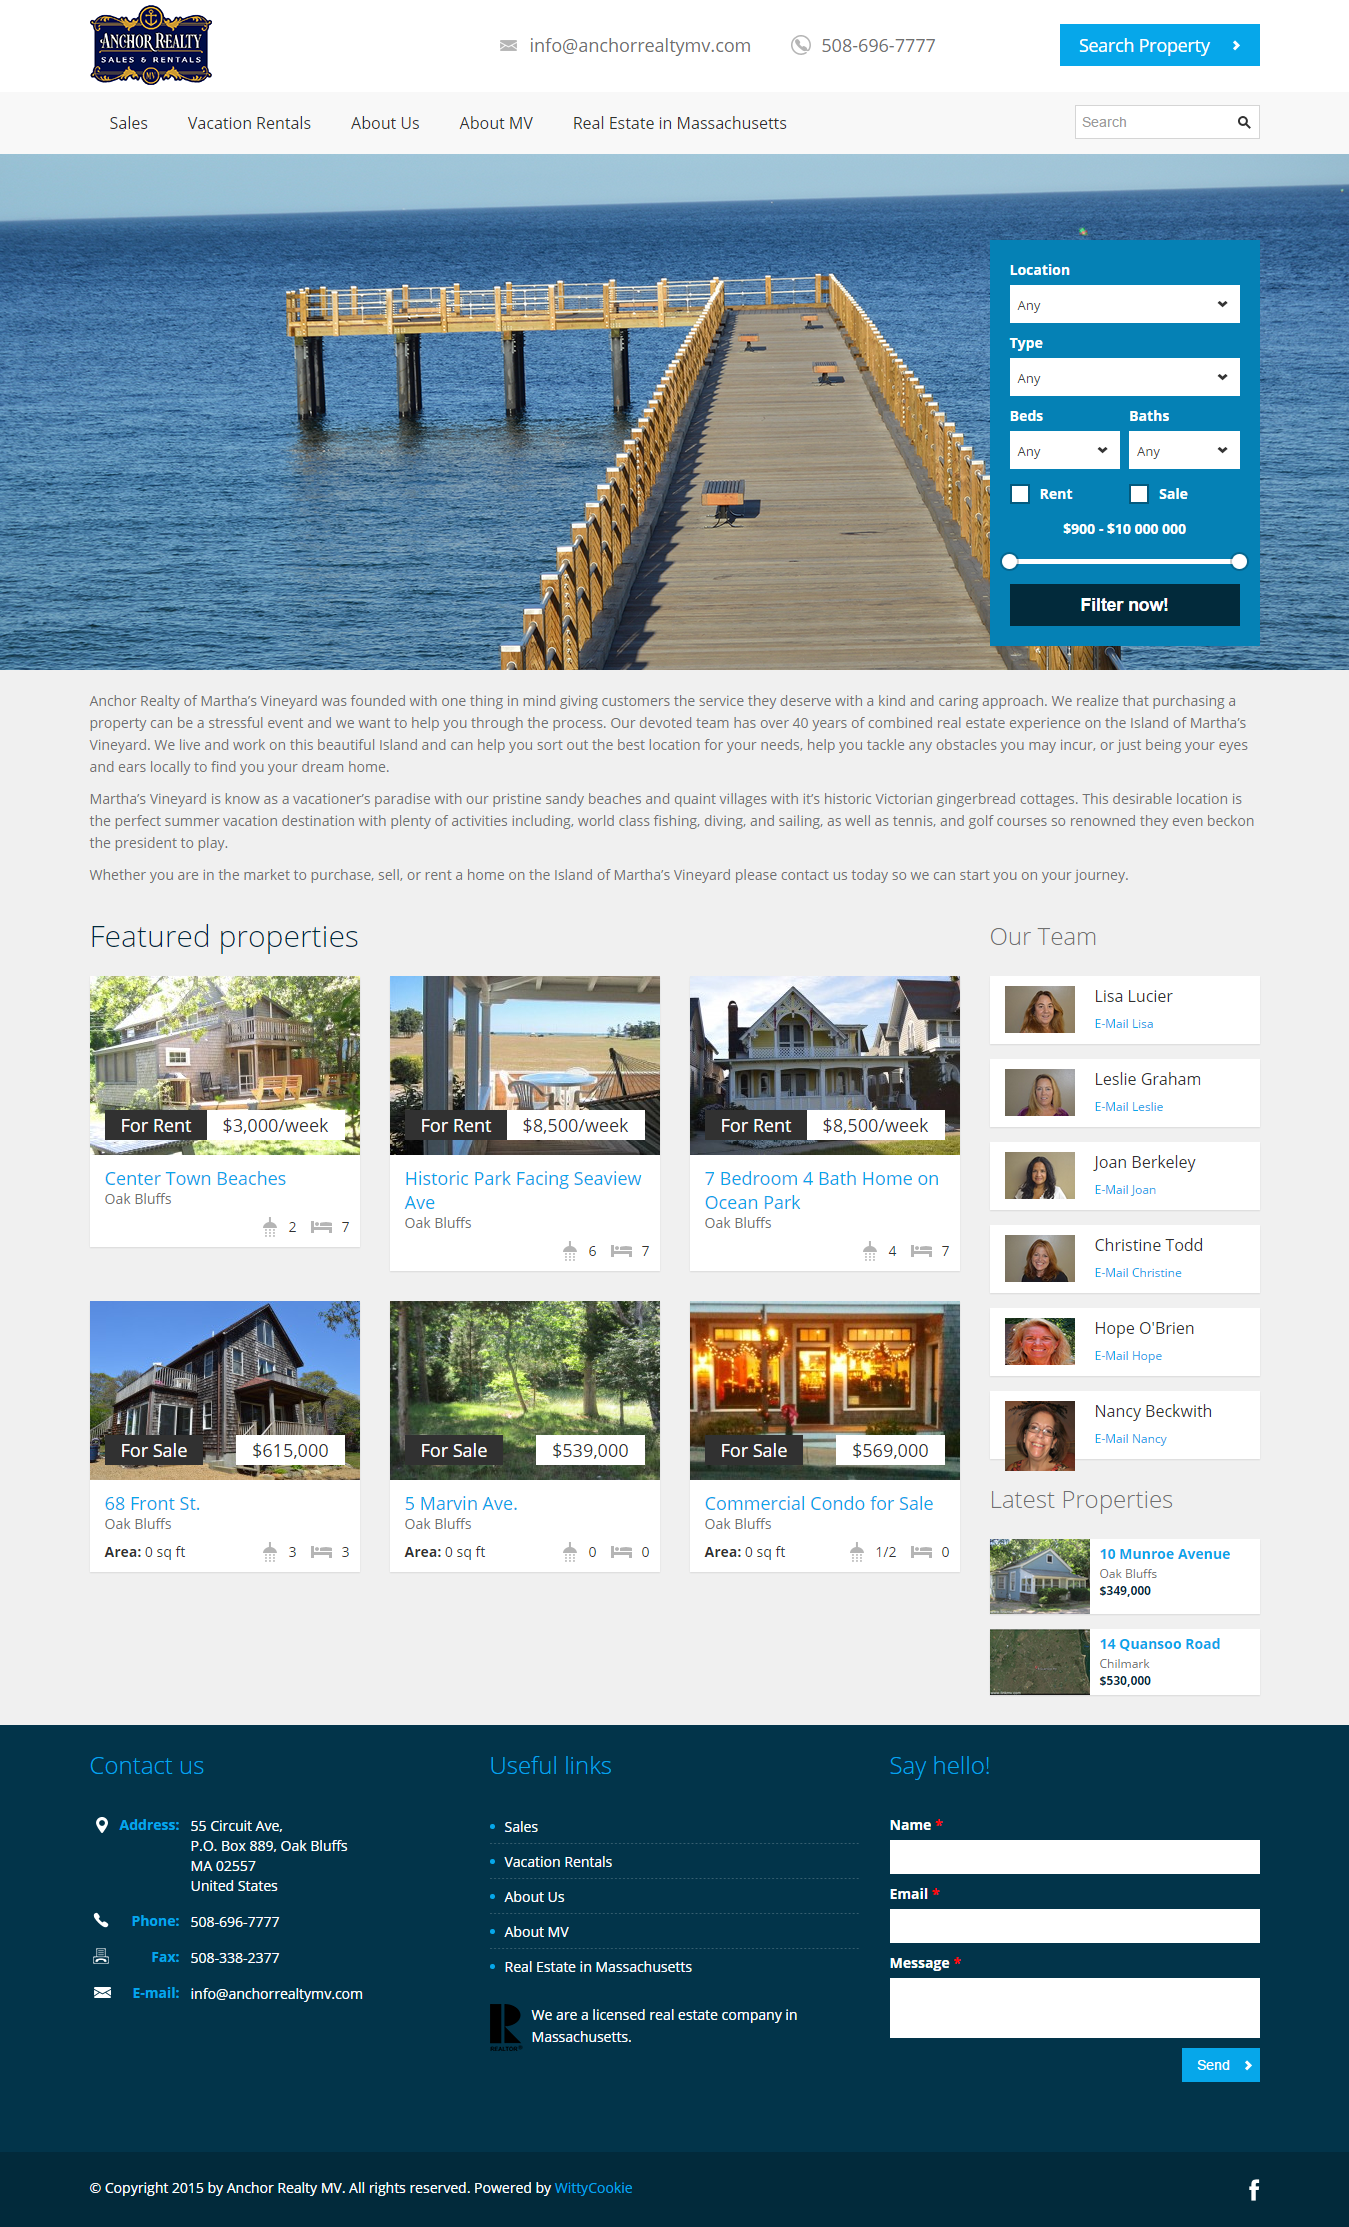 ANCHOR REALTY
SALES & RENTALS
MV
info@anchorrealtymv.com
508-696-7777
Search Property
Sales
Vacation Rentals
About Us
About MV
Real Estate in Massachusetts
Search
Location
Any
Type
Any
Beds
Baths
Any
Any
Rent
Sale
$900 - $10 000 000
Filter now!
Anchor Realty of Martha’s Vineyard was founded with one thing in mind giving customers the service they deserve with a kind and caring approach. We realize that purchasing a
property can be a stressful event and we want to help you through the process. Our devoted team has over 40 years of combined real estate experience on the Island of Martha’s
Vineyard. We live and work on this beautiful Island and can help you sort out the best location for your needs, help you tackle any obstacles you may incur, or just being your eyes
and ears locally to find you your dream home.
Martha’s Vineyard is know as a vacationer’s paradise with our pristine sandy beaches and quaint villages with it’s historic Victorian gingerbread cottages. This desirable location is
the perfect summer vacation destination with plenty of activities including, world class fishing, diving, and sailing, as well as tennis, and golf courses so renowned they even beckon
the president to play.
Whether you are in the market to purchase, sell, or rent a home on the Island of Martha’s Vineyard please contact us today so we can start you on your journey.
Featured properties
For Rent
$3,000/week
Center Town Beaches
Oak Bluffs
2
7
For Rent
$8,500/week
Historic Park Facing Seaview
Ave
Oak Bluffs
6
7
For Rent
$8,500/week
7 Bedroom 4 Bath Home on
Ocean Park
Oak Bluffs
4
7
For Sale
$615,000
68 Front St.
Oak Bluffs
Area: 0 sq ft
3
3
For Sale
$539,000
5 Marvin Ave.
Oak Bluffs
Area: 0 sq ft
0
0
For Sale
$569,000
Commercial Condo for Sale
Oak Bluffs
Area: 0 sq ft
1/2
0
Our Team
Lisa Lucier
E-Mail Lisa
Leslie Graham
E-Mail Leslie
Joan Berkeley
E-Mail Joan
Christine Todd
E-Mail Christine
Hope O'Brien
E-Mail Hope
Nancy Beckwith
E-Mail Nancy
Latest Properties
10 Munroe Avenue
Oak Bluffs
$349,000
14 Quansoo Road
Chilmark
$530,000
Contact us
Address:
55 Circuit Ave,
P.O. Box 889, Oak Bluffs
MA 02557
United States
Phone:
508-696-7777
Fax:
508-338-2377
E-mail:
info@anchorrealtymv.com
Useful links
Sales
Vacation Rentals
About Us
About MV
Real Estate in Massachusetts
REALTOR®
We are a licensed real estate company in
Massachusetts.
Say hello!
Name *
Email *
Message *
Send
© Copyright 2015 by Anchor Realty MV. All rights reserved. Powered by WittyCookie